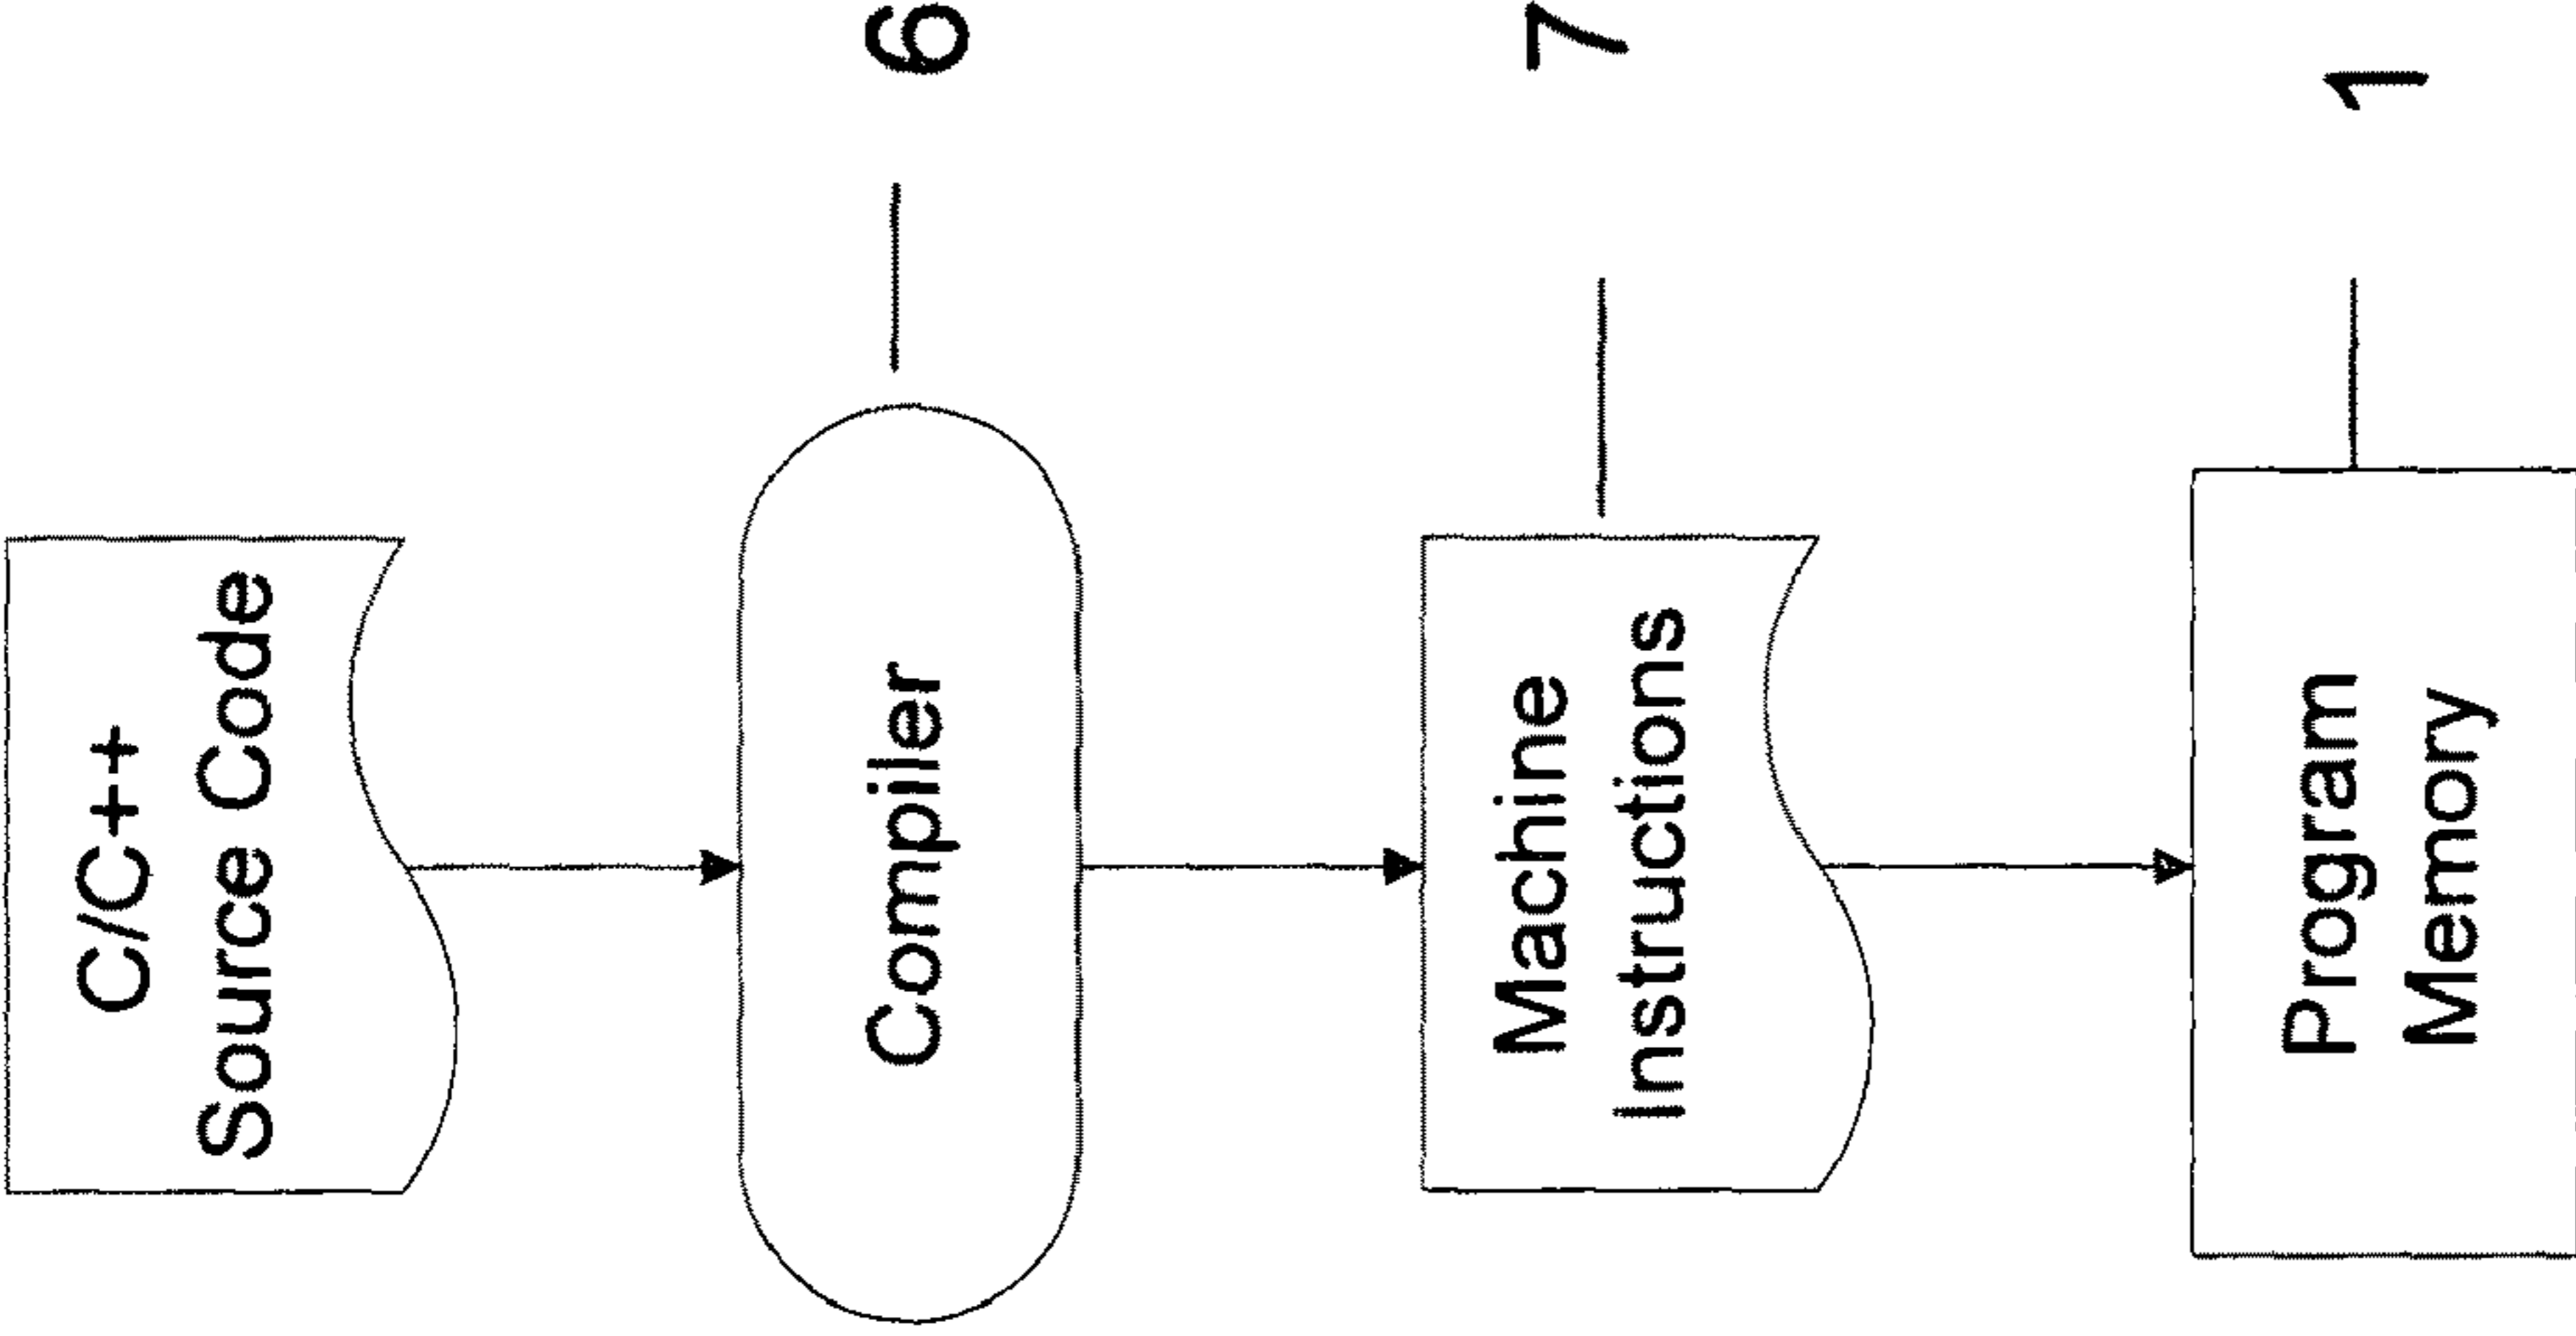 C/C++
Source Code
Compiler
6
Machine
Instructions
7
Program
Memory
1